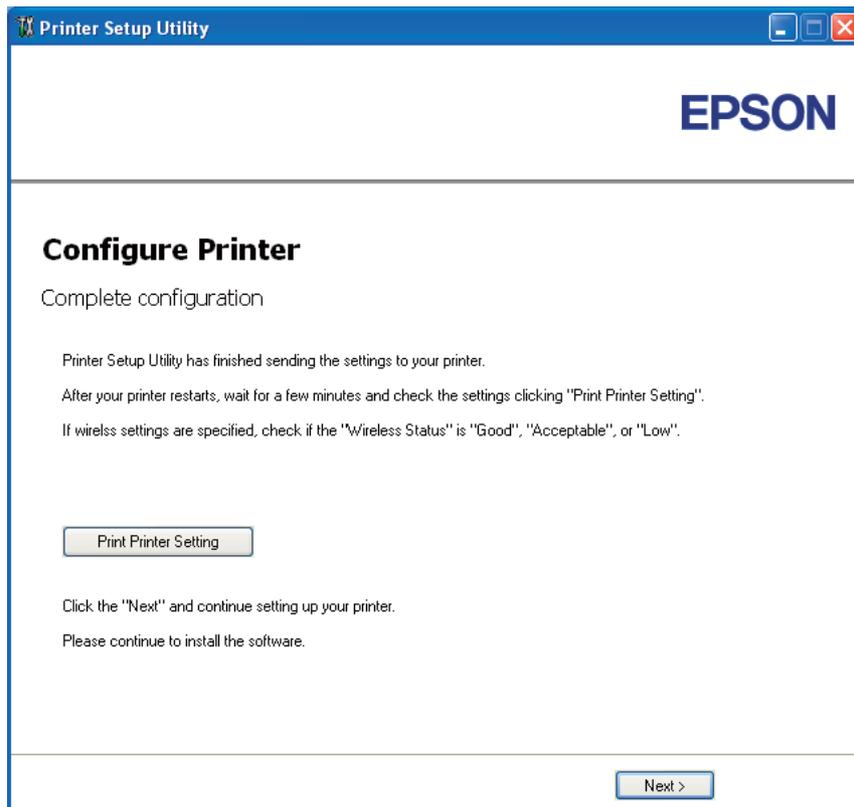 Printer Setup Utility
EPSON
Configure Printer
Complete configuration
Printer Setup Utility has finished sending the settings to your printer.
After your printer restarts, wait for a few minutes and check the settings clicking "Print Printer Setting".
If wirelss settings are specified, check if the "Wireless Status" is "Good", "Acceptable", or "Low".
Print Printer Setting
Click the "Next" and continue setting up your printer.
Please continue to install the software.
Next >